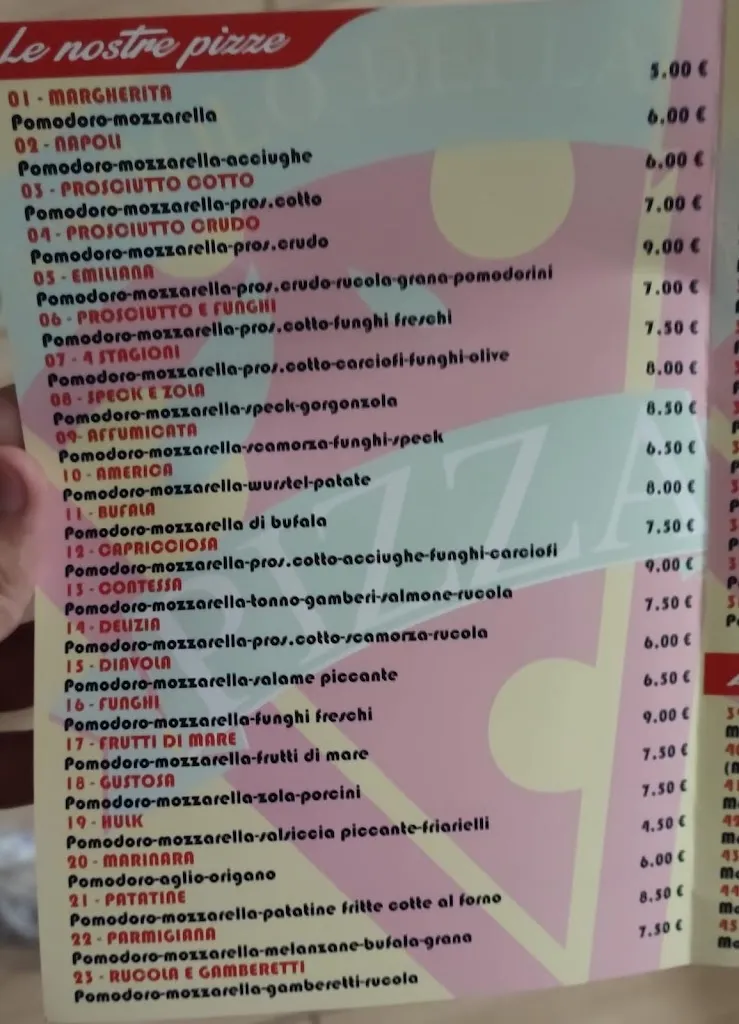 Le nostre pizze
01 - MARGHERITA 5.00 €
Pomodoro-mozzarella
02 - NAPOLI 6.00 €
Pomodoro-mozzarella-acciughe
03 - PROSCIUTTO COTTO 6.00 €
Pomodoro-mozzarella-pros.cotto
04 - PROSCIUTTO CRUDO 7.00 €
Pomodoro-mozzarella-pros.crudo
05 - EMILIANA 9.00 €
Pomodoro-mozzarella-pros.crudo-rucola-grana-pomodorini
06 - PROSCIUTTO E FUNGHI 7.00 €
Pomodoro-mozzarella-pros.cotto-funghi freschi
07 - 4 STAGIONI 7.50 €
Pomodoro-mozzarella-pros.cotto-carciofi-funghi-olive
08 - SPECK E ZOLA 8.00 €
Pomodoro-mozzarella-speck-gorgonzola
09- AFFUMICATA 8.50 €
Pomodoro-mozzarella-scamorza-funghi-speck
10 - AMERICA 6.50 €
Pomodoro-mozzarella-wurstel-patate
11 - BUFALA 8.00 €
Pomodoro-mozzarella di bufala
12 - CAPRICCIOSA 7.50 €
Pomodoro-mozzarella-pros.cotto-acciughe-funghi-carciofi
13 - CONTESSA 9.00 €
Pomodoro-mozzarella-tonno-gamberi-salmone-rucola
14 - DELIZIA 7.50 €
Pomodoro-mozzarella-pros.cotto-scamorza-rucola
15 - DIAVOLA 6.00 €
Pomodoro-mozzarella-salame piccante
16 - FUNGHI 6.50 €
Pomodoro-mozzarella-funghi freschi
17 - FRUTTI DI MARE 9.00 €
Pomodoro-mozzarella-frutti di mare
18 - GUSTOSA 7.50 €
Pomodoro-mozzarella-zola-porcini
19 - HULK 7.50 €
Pomodoro-mozzarella-salsiccia piccante-friarielli
20 - MARINARA 4.50 €
Pomodoro-aglio-origano
21 - PATATINE 6.00 €
Pomodoro-mozzarella-patatine fritte cotte al forno
22 - PARMIGIANA 8.50 €
Pomodoro-mozzarella-melanzane-bufala-grana
23 - RUCOLA E GAMBERETTI 7.50 €
Pomodoro-mozzarella-gamberetti-rucola
PIZZA